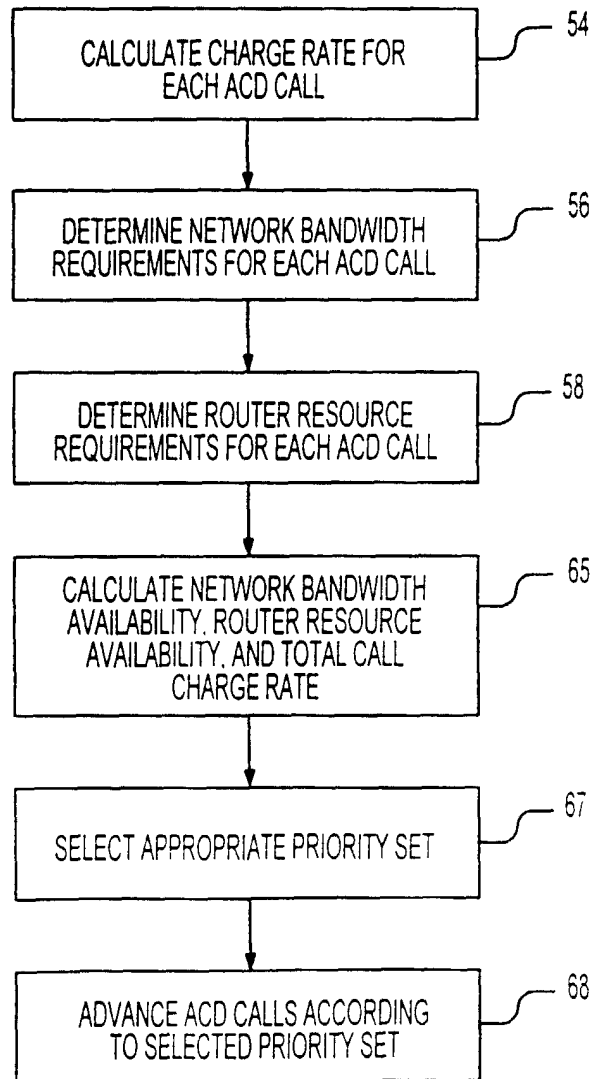 CALCULATE CHARGE RATE FOR
EACH ACD CALL
54
DETERMINE NETWORK BANDWIDTH
REQUIREMENTS FOR EACH ACD CALL
56
DETERMINE ROUTER RESOURCE
REQUIREMENTS FOR EACH ACD CALL
58
CALCULATE NETWORK BANDWIDTH
AVAILABILITY, ROUTER RESOURCE
AVAILABILITY, AND TOTAL CALL
CHARGE RATE
65
SELECT APPROPRIATE PRIORITY SET
67
ADVANCE ACD CALLS ACCORDING
TO SELECTED PRIORITY SET
68